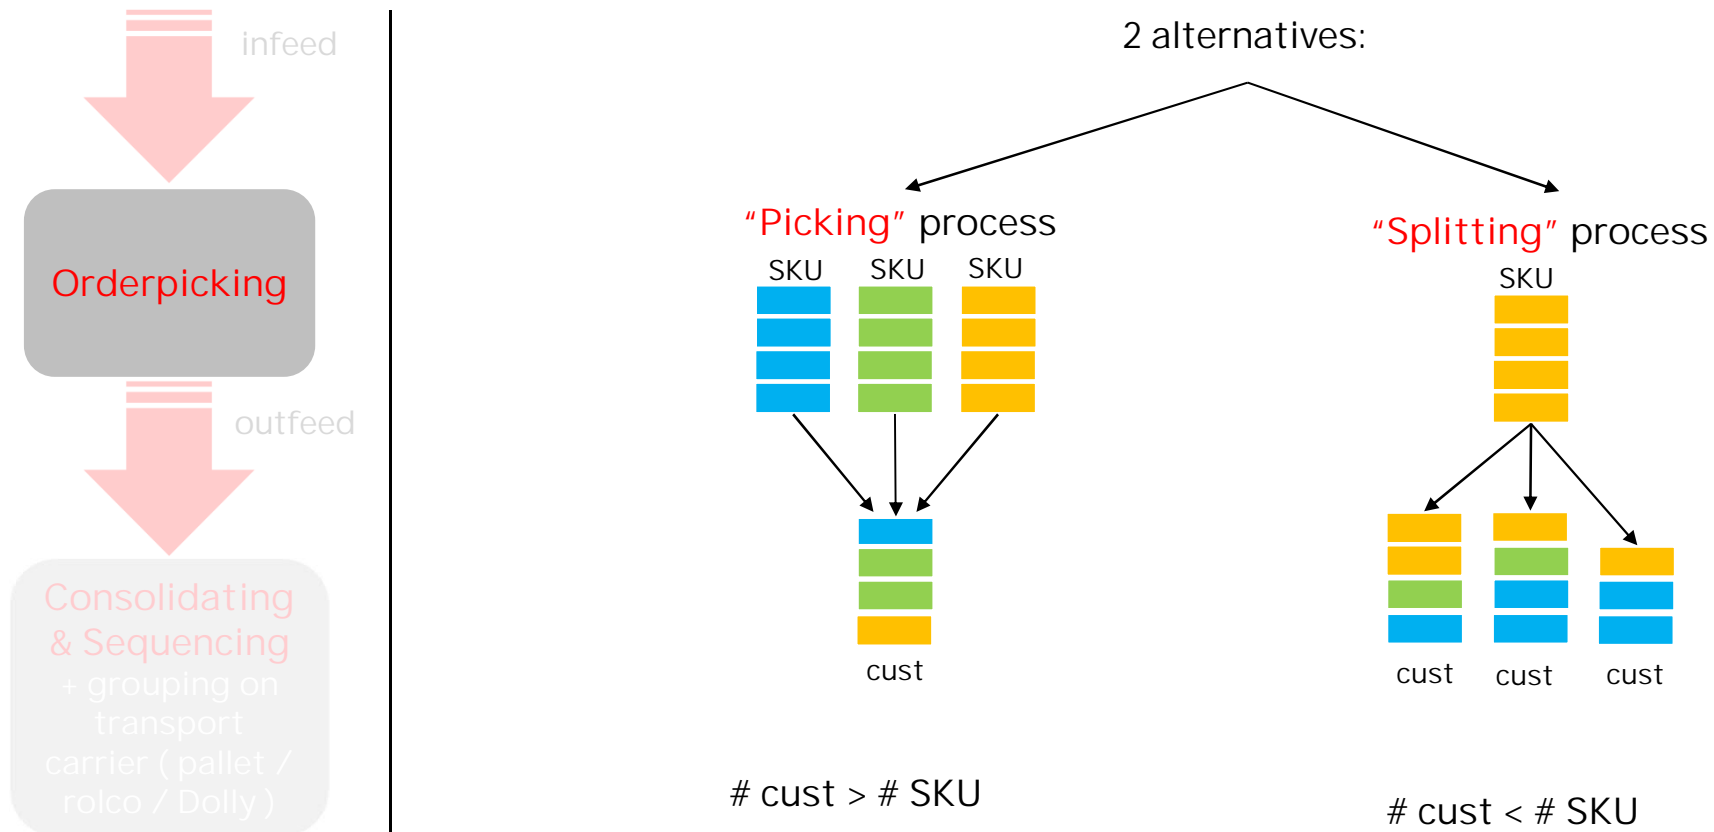 infeed
Orderpicking
outfeed
Consolidating
& Sequencing
+ grouping on
transport
carrier ( pallet /
rolco / Dolly )
2 alternatives:
“Picking” process
SKU SKU SKU
cust
# cust > # SKU
“Splitting” process
SKU
cust cust cust
# cust < # SKU